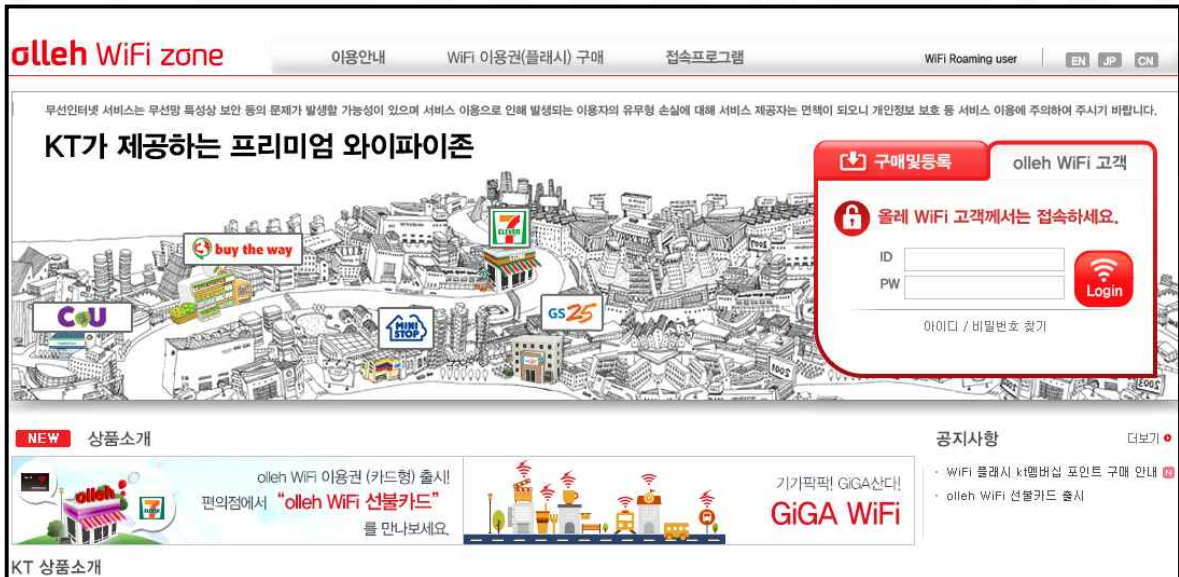 olleh WiFi zone
이용안내
WiFi 이용권(플래시) 구매
접속프로그램
WiFi Roaming user
EN JP CN
무선인터넷 서비스는 무선망 특성상 보안 등의 문제가 발생할 가능성이 있으며 서비스 이용으로 인해 발생되는 이용자의 유무형 손실에 대해 서비스 제공자는 면책이 되오니 개인정보 보호 등 서비스 이용에 주의하여 주시기 바랍니다.
KT가 제공하는 프리미엄 와이파이존
구매및등록
olleh WiFi 고객
올레 WiFi 고객께서는 접속하세요.
ID
PW
Login
아이디 / 비밀번호 찾기
7 ELEVEN
buy the way
CU
MINI STOP
GS25
NEW 상품소개
olleh
7 ELEVEN
olleh WiFi 이용권 (카드형) 출시!
편의점에서 "olleh WiFi 선불카드"
를 만나보세요.
기가팍팍! GiGA산다!
GiGA WiFi
공지사항
더보기
· WiFi 플래시 kt멤버십 포인트 구매 안내 N
· olleh WiFi 선불카드 출시
KT 상품소개